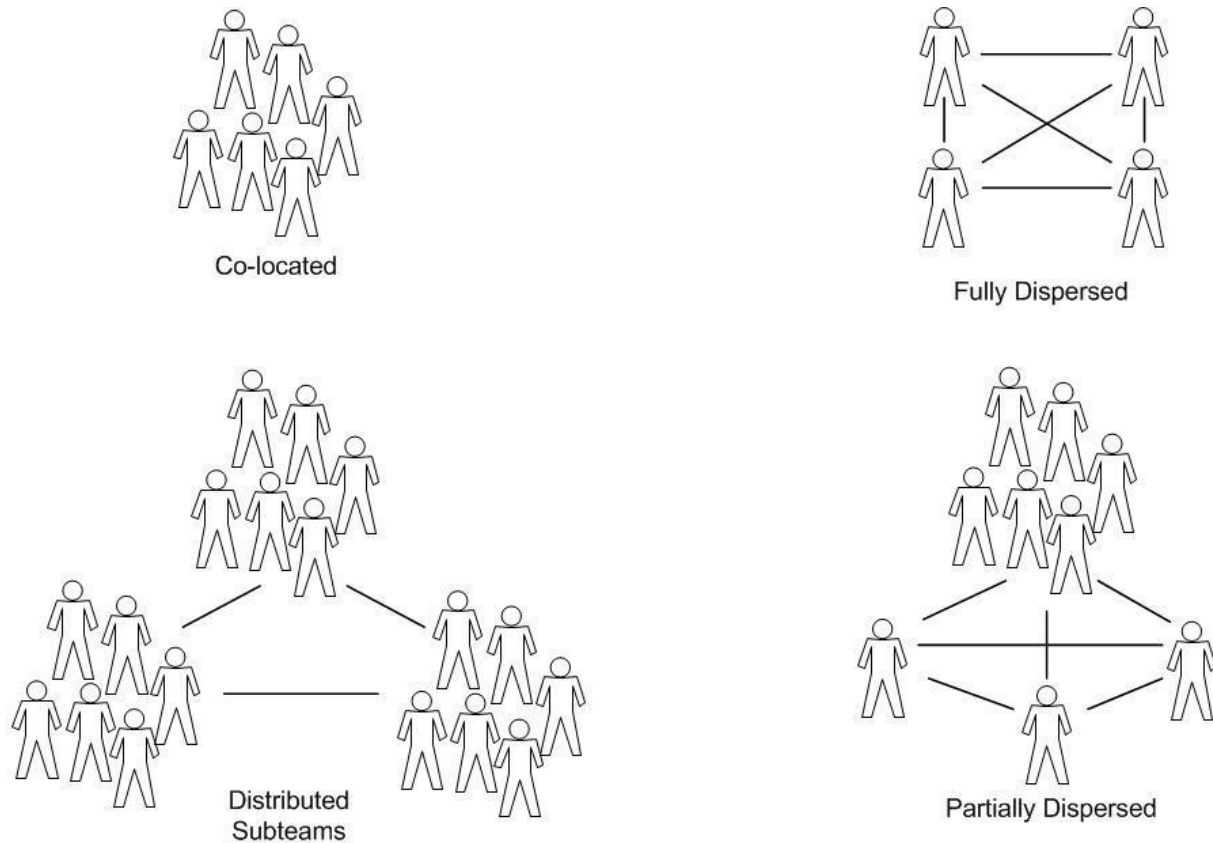 Co-located
Fully Dispersed
Distributed
Subteams
Partially Dispersed